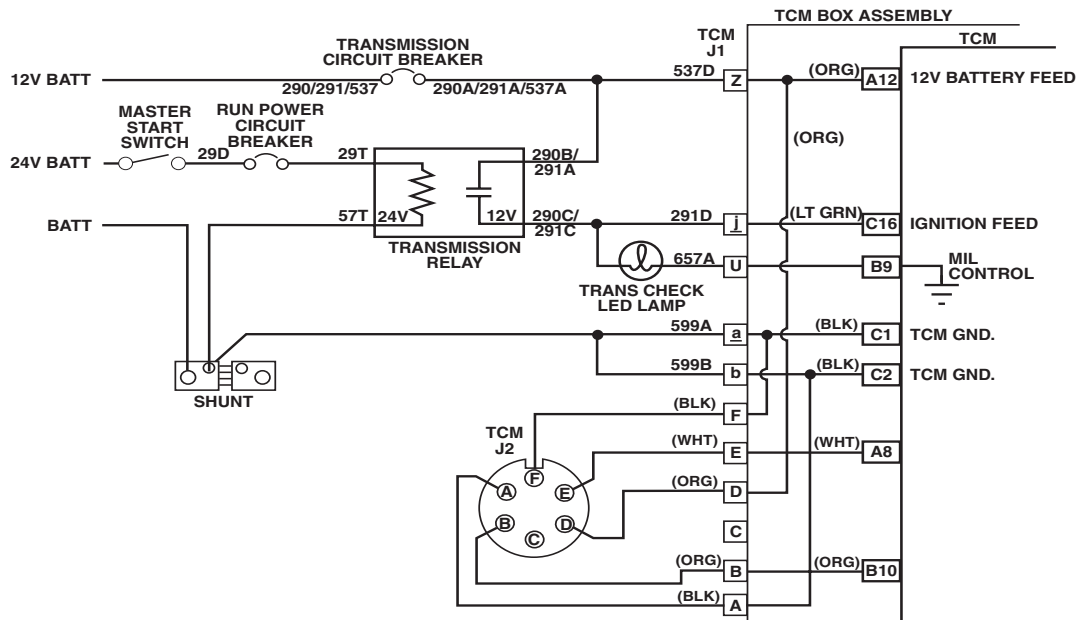 TCM BOX ASSEMBLY
TCM
TCM
J1
TRANSMISSION
CIRCUIT BREAKER
12V BATT
290/291/537
290A/291A/537A
537D
Z
(ORG)
A12
12V BATTERY FEED
MASTER
START
SWITCH
RUN POWER
CIRCUIT
BREAKER
(ORG)
24V BATT
29D
29T
290B/
291A
BATT
57T
24V
12V
290C/
291C
291D
j
(LT GRN)
C16
IGNITION FEED
TRANSMISSION
RELAY
657A
U
B9
MIL
CONTROL
TRANS CHECK
LED LAMP
599A
a
(BLK)
C1
TCM GND.
599B
b
(BLK)
C2
TCM GND.
SHUNT
(BLK)
F
TCM
J2
(WHT)
E
(WHT)
A8
F
A
E
(ORG)
D
B
D
C
C
(ORG)
B
(ORG)
B10
(BLK)
A